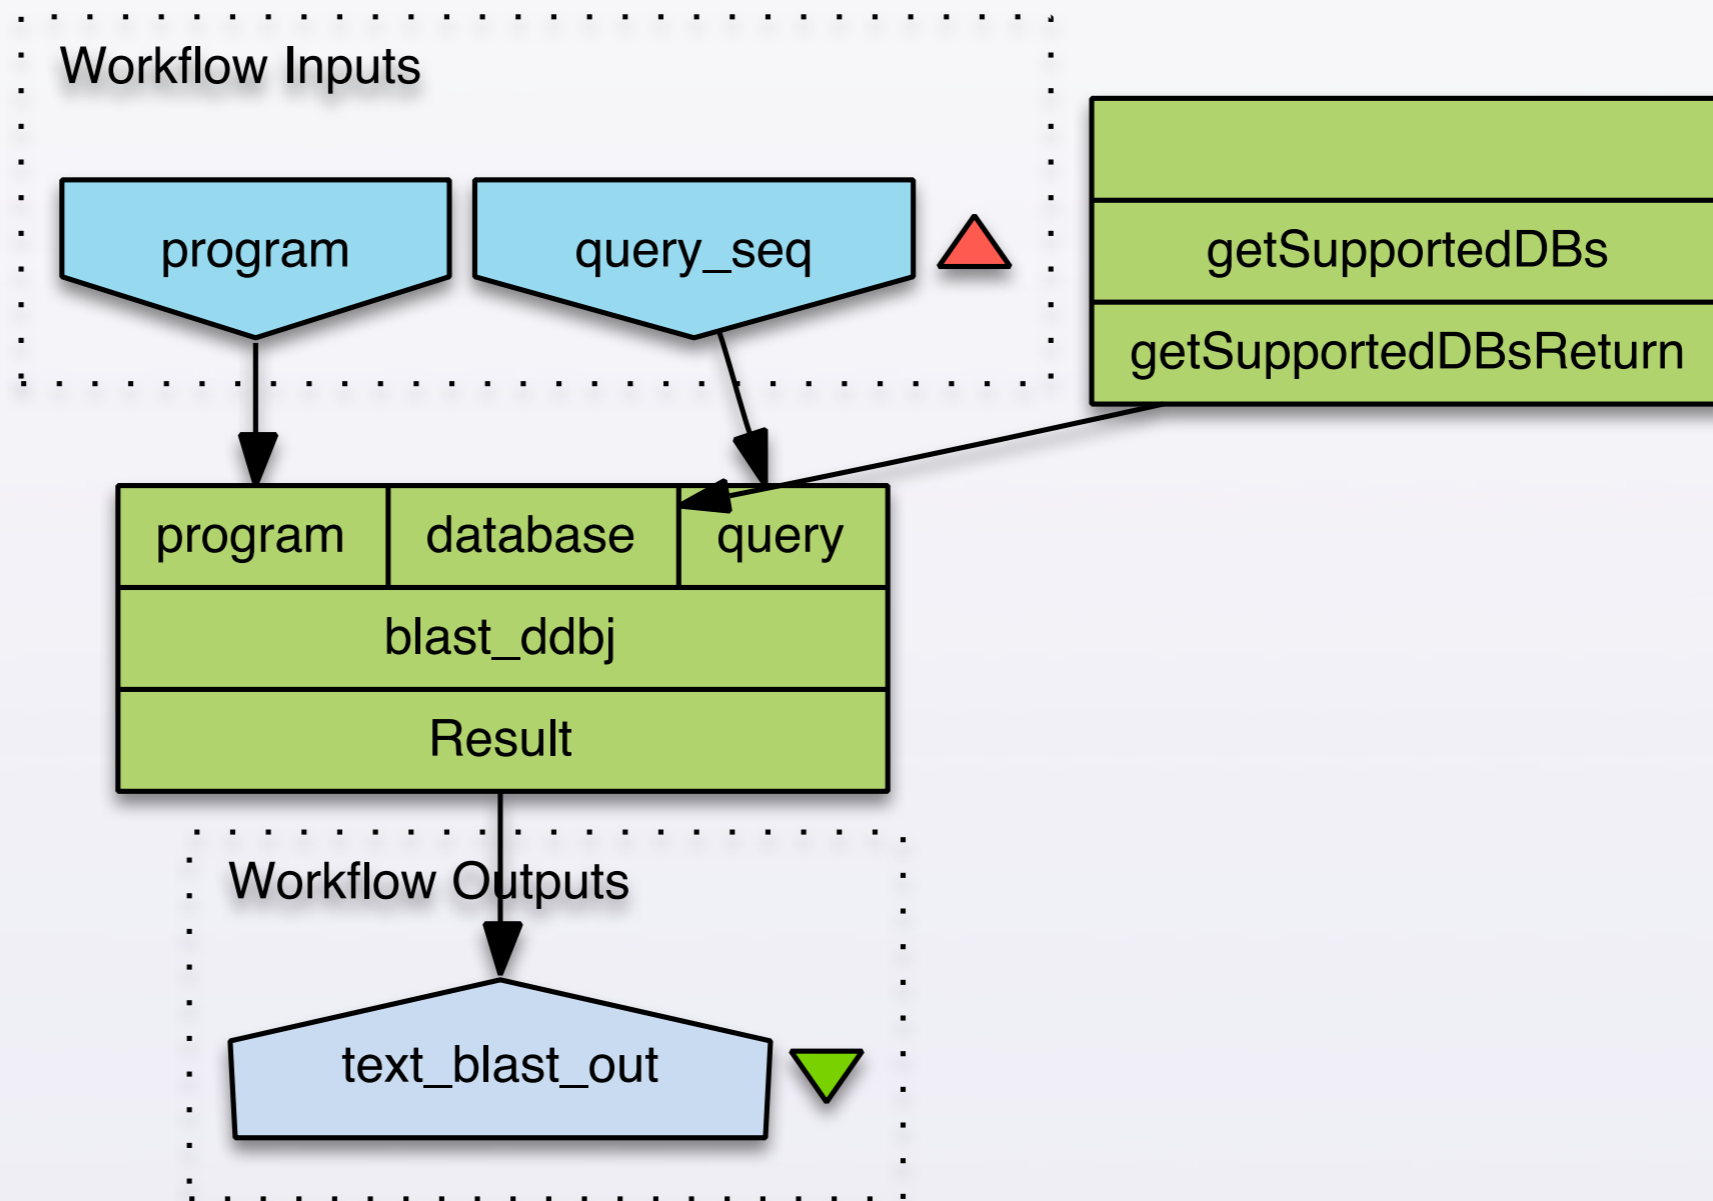 Workflow Inputs
program
query_seq
getSupportedDBs
getSupportedDBsReturn
program
database
query
blast_ddbj
Result
Workflow Outputs
text_blast_out